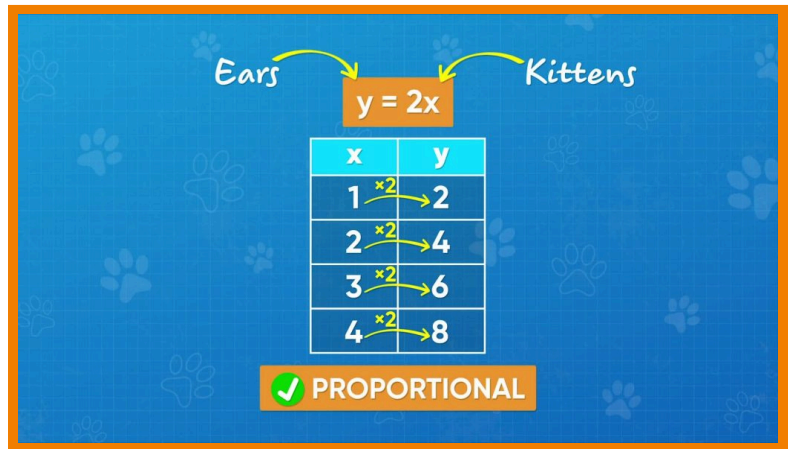 Ears Kittens
y = 2x
x y
1 ×2 2
2 ×2 4
3 ×2 6
4 ×2 8
PROPORTIONAL